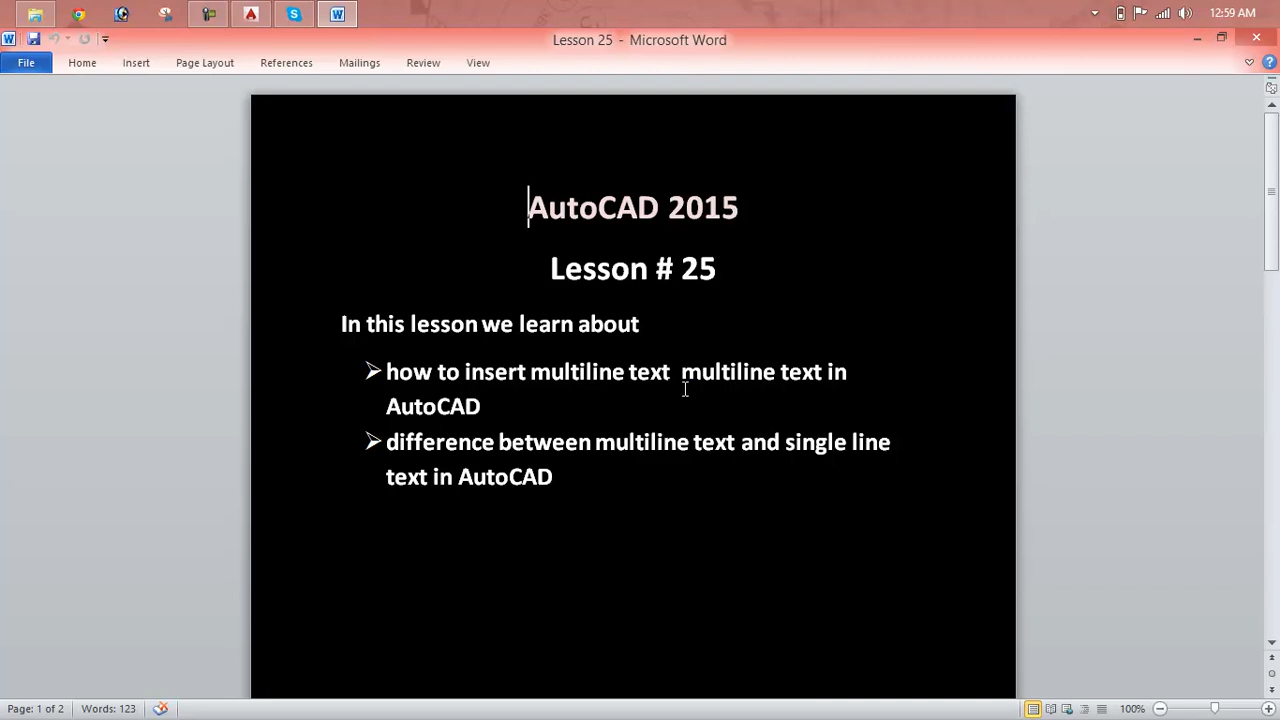 12:59 AM
Lesson 25 - Microsoft Word
File Home Insert Page Layout References Mailings Review View
AutoCAD 2015
Lesson # 25
In this lesson we learn about
how to insert multiline text multiline text in
AutoCAD
difference between multiline text and single line
text in AutoCAD
Page: 1 of 2 Words: 123 100%